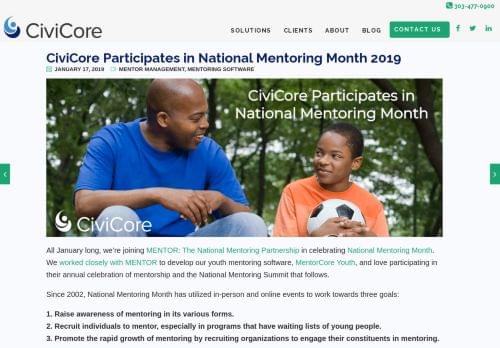 303-477-0900
CiviCore
SOLUTIONS CLIENTS ABOUT BLOG CONTACT US
CiviCore Participates in National Mentoring Month 2019
JANUARY 17, 2019 MENTOR MANAGEMENT, MENTORING SOFTWARE
CiviCore Participates in
National Mentoring Month
CiviCore
All January long, we're joining MENTOR: The National Mentoring Partnership in celebrating National Mentoring Month.
We worked closely with MENTOR to develop our youth mentoring software, MentorCore Youth, and love participating in
their annual celebration of mentorship and the National Mentoring Summit that follows.
Since 2002, National Mentoring Month has utilized in-person and online events to work towards three goals:
1. Raise awareness of mentoring in its various forms.
2. Recruit individuals to mentor, especially in programs that have waiting lists of young people.
3. Promote the rapid growth of mentoring by recruiting organizations to engage their constituents in mentoring.